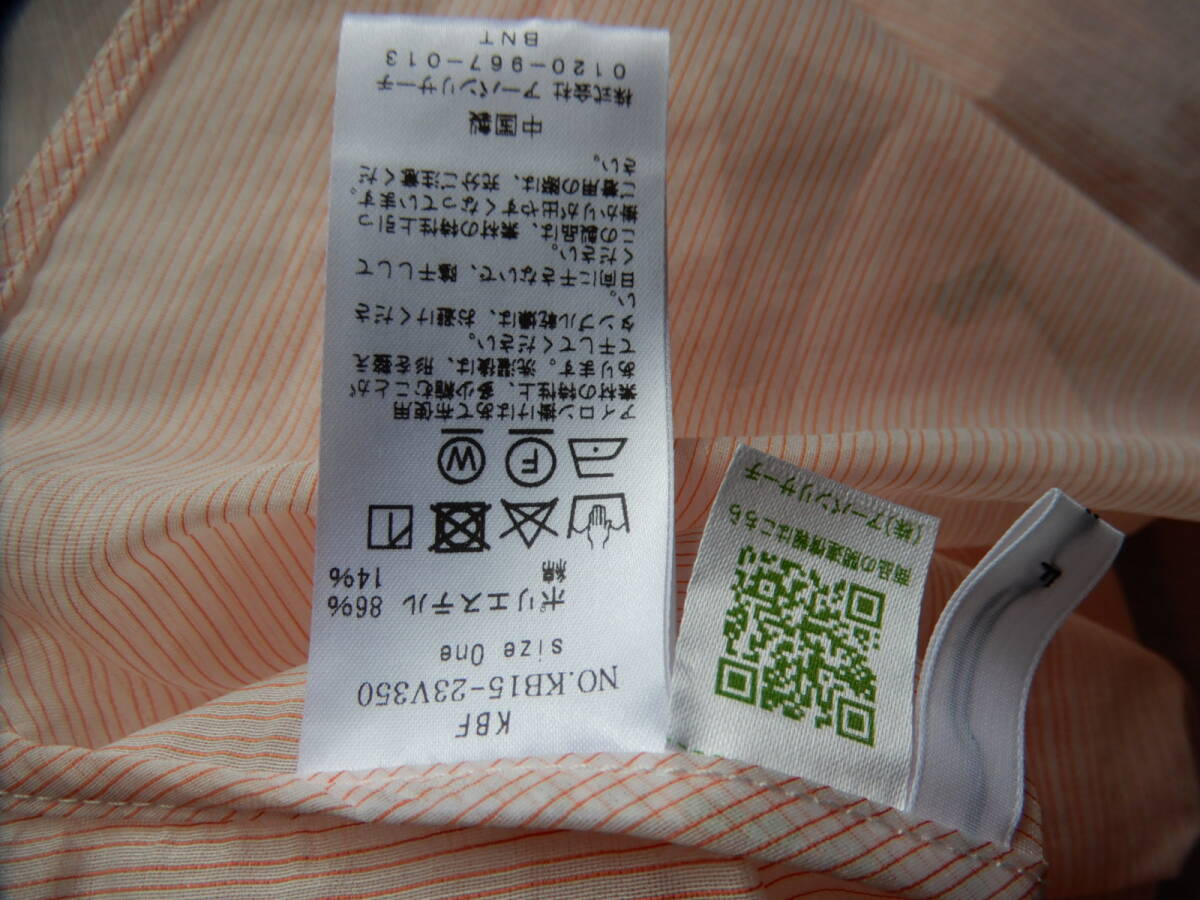 KBF
NO.KB15-23V350
size One
ポリエステル 86%
綿 14%
F
W
アイロン掛けはあて布使用
素材の特性上、多少縮むことが
あります。洗濯後は、形を整え
て干してください。
タンブル乾燥は、お避けくださ
い。
日向に干さないで、陰干しして
ください。
この製品は、素材の特性上引っ
掛かりが出やすくなっています。
ご着用の際は、充分ご注意くだ
さい。
中国製
株式会社 アーバンリサーチ
0120-967-013
BNT
商品の関連情報はこちら
(株)アーバンリサーチ
F